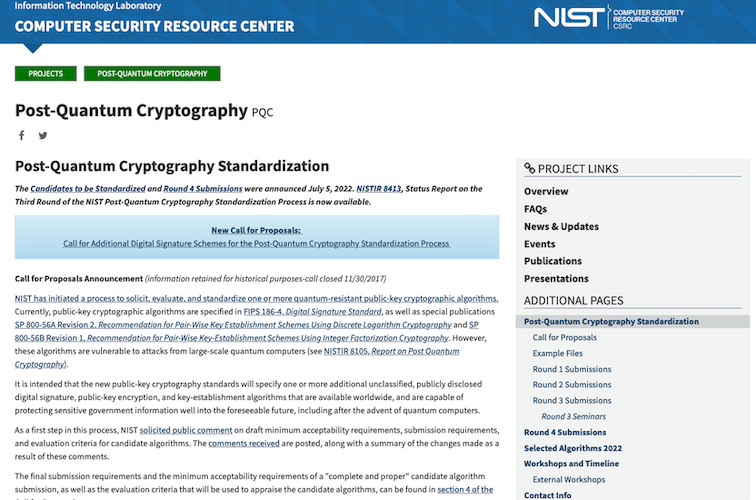 Information Technology Laboratory
COMPUTER SECURITY RESOURCE CENTER
NIST COMPUTER SECURITY
RESOURCE CENTER
CSRC
PROJECTS
POST-QUANTUM CRYPTOGRAPHY
Post-Quantum Cryptography PQC
Post-Quantum Cryptography Standardization
The Candidates to be Standardized and Round 4 Submissions were announced July 5, 2022. NISTIR 8413, Status Report on the
Third Round of the NIST Post-Quantum Cryptography Standardization Process is now available.
New Call for Proposals:
Call for Additional Digital Signature Schemes for the Post-Quantum Cryptography Standardization Process
Call for Proposals Announcement (information retained for historical purposes-call closed 11/30/2017)
NIST has initiated a process to solicit, evaluate, and standardize one or more quantum-resistant public-key cryptographic algorithms.
Currently, public-key cryptographic algorithms are specified in FIPS 186-4, Digital Signature Standard, as well as special publications
SP 800-56A Revision 2, Recommendation for Pair-Wise Key Establishment Schemes Using Discrete Logarithm Cryptography and SP
800-56B Revision 1, Recommendation for Pair-Wise Key-Establishment Schemes Using Integer Factorization Cryptography. However,
these algorithms are vulnerable to attacks from large-scale quantum computers (see NISTIR 8105, Report on Post Quantum
Cryptography).
It is intended that the new public-key cryptography standards will specify one or more additional unclassified, publicly disclosed
digital signature, public-key encryption, and key-establishment algorithms that are available worldwide, and are capable of
protecting sensitive government information well into the foreseeable future, including after the advent of quantum computers.
As a first step in this process, NIST solicited public comment on draft minimum acceptability requirements, submission requirements,
and evaluation criteria for candidate algorithms. The comments received are posted, along with a summary of the changes made as a
result of these comments.
The final submission requirements and the minimum acceptability requirements of a "complete and proper" candidate algorithm
submission, as well as the evaluation criteria that will be used to appraise the candidate algorithms, can be found in section 4 of the
PROJECT LINKS
Overview
FAQs
News & Updates
Events
Publications
Presentations
ADDITIONAL PAGES
Post-Quantum Cryptography Standardization
Call for Proposals
Example Files
Round 1 Submissions
Round 2 Submissions
Round 3 Submissions
Round 3 Seminars
Round 4 Submissions
Selected Algorithms 2022
Workshops and Timeline
External Workshops
Contact Info